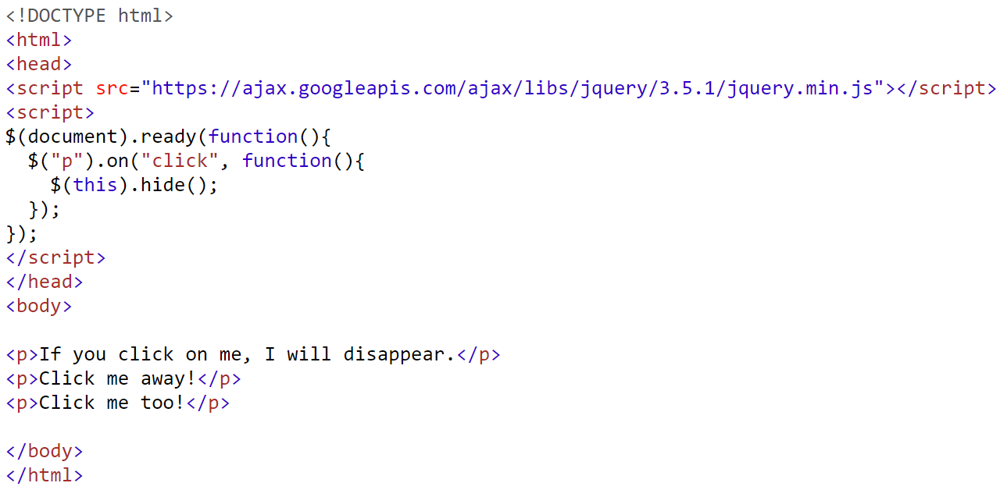 <!DOCTYPE html>
<html>
<head>
<script src="https://ajax.googleapis.com/ajax/libs/jquery/3.5.1/jquery.min.js"></script>
<script>
$(document).ready(function(){
  $("p").on("click", function(){
    $(this).hide();
  });
});
</script>
</head>
<body>

<p>If you click on me, I will disappear.</p>
<p>Click me away!</p>
<p>Click me too!</p>

</body>
</html>